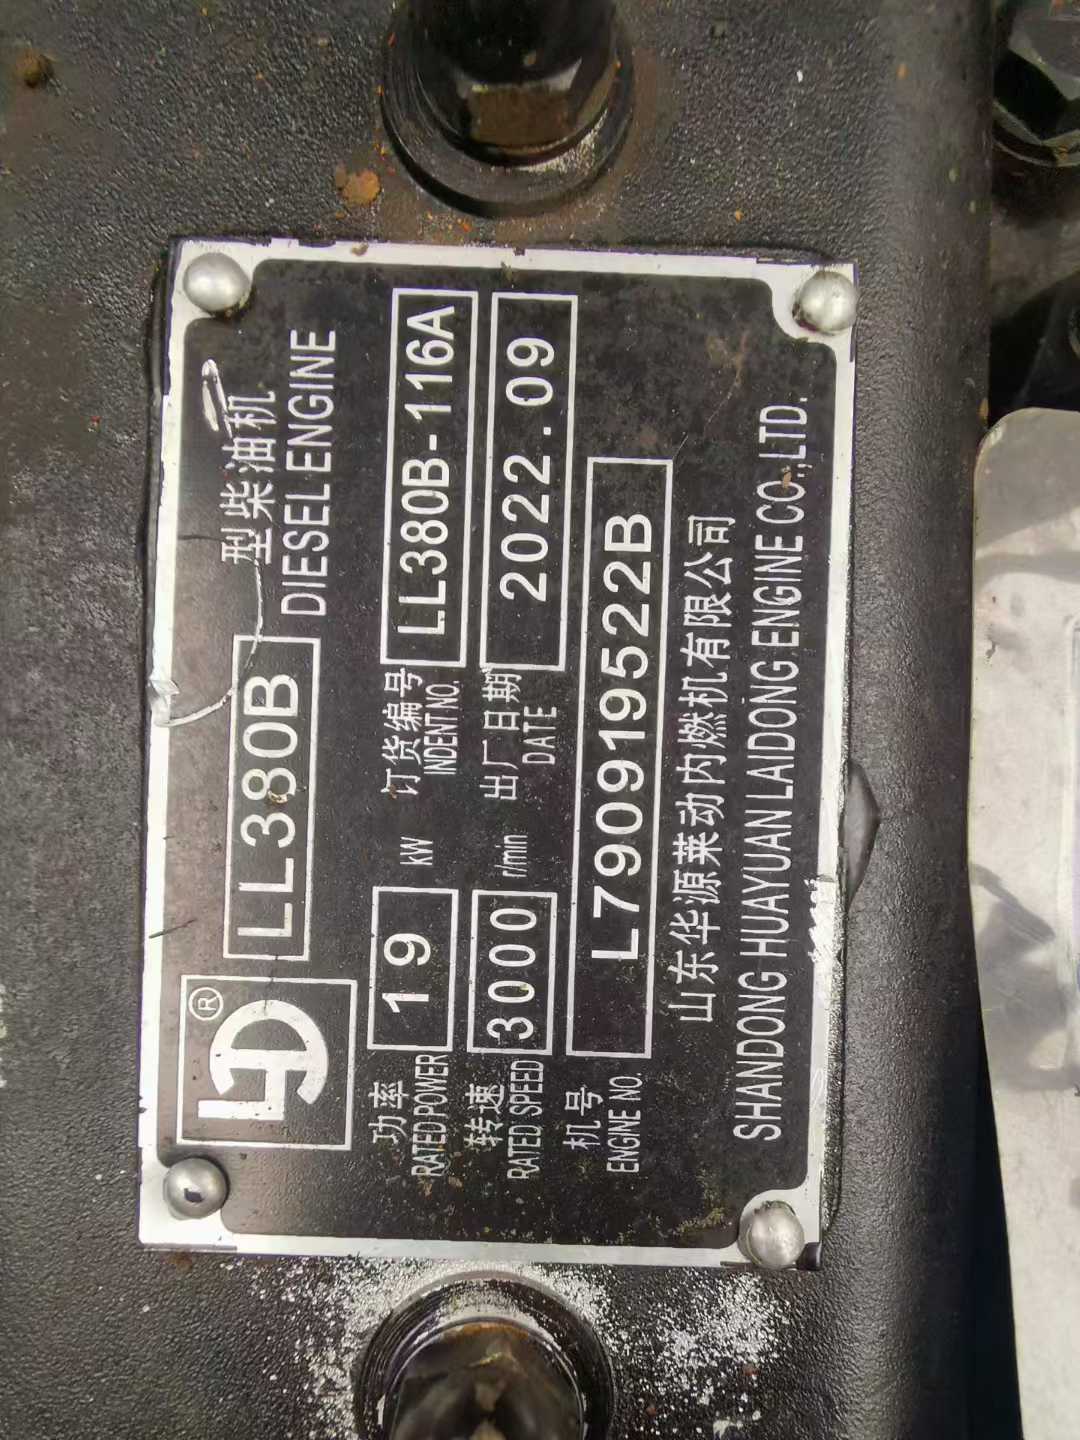 LD®
LL380B 型柴油机
DIESEL ENGINE
功率 19 kW 订货编号 LL380B-116A
RATED POWER INDENT NO.
转速 3000 r/min 出厂日期 2022.09
RATED SPEED DATE
机号 L790919522B
ENGINE NO.
山东华源莱动内燃机有限公司
SHANDONG HUAYUAN LAIDONG ENGINE CO.,LTD.